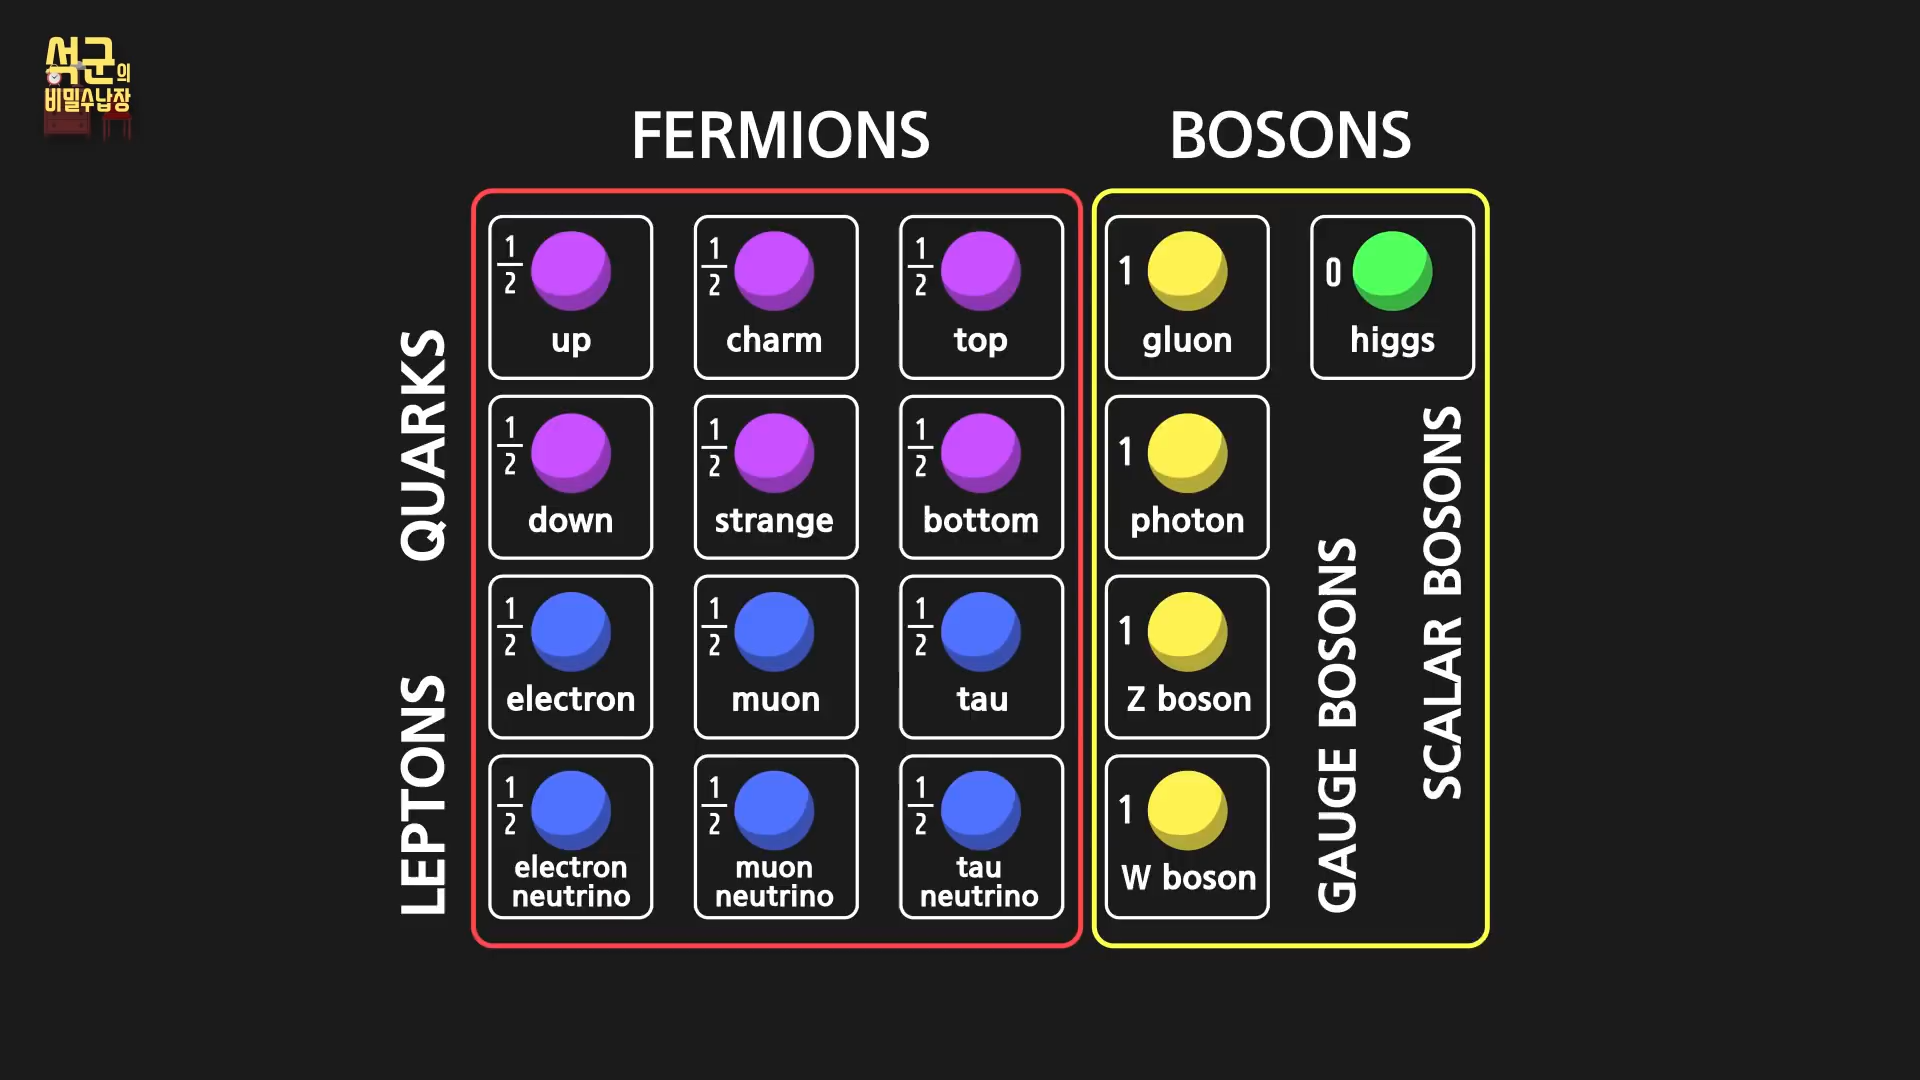 석군의
비밀수납장
FERMIONS
BOSONS
QUARKS
LEPTONS
1/2
up
1/2
charm
1/2
top
1
gluon
0
higgs
1/2
down
1/2
strange
1/2
bottom
1
photon
1/2
electron
1/2
muon
1/2
tau
1
Z boson
1/2
electron
neutrino
1/2
muon
neutrino
1/2
tau
neutrino
1
W boson
GAUGE BOSONS
SCALAR BOSONS